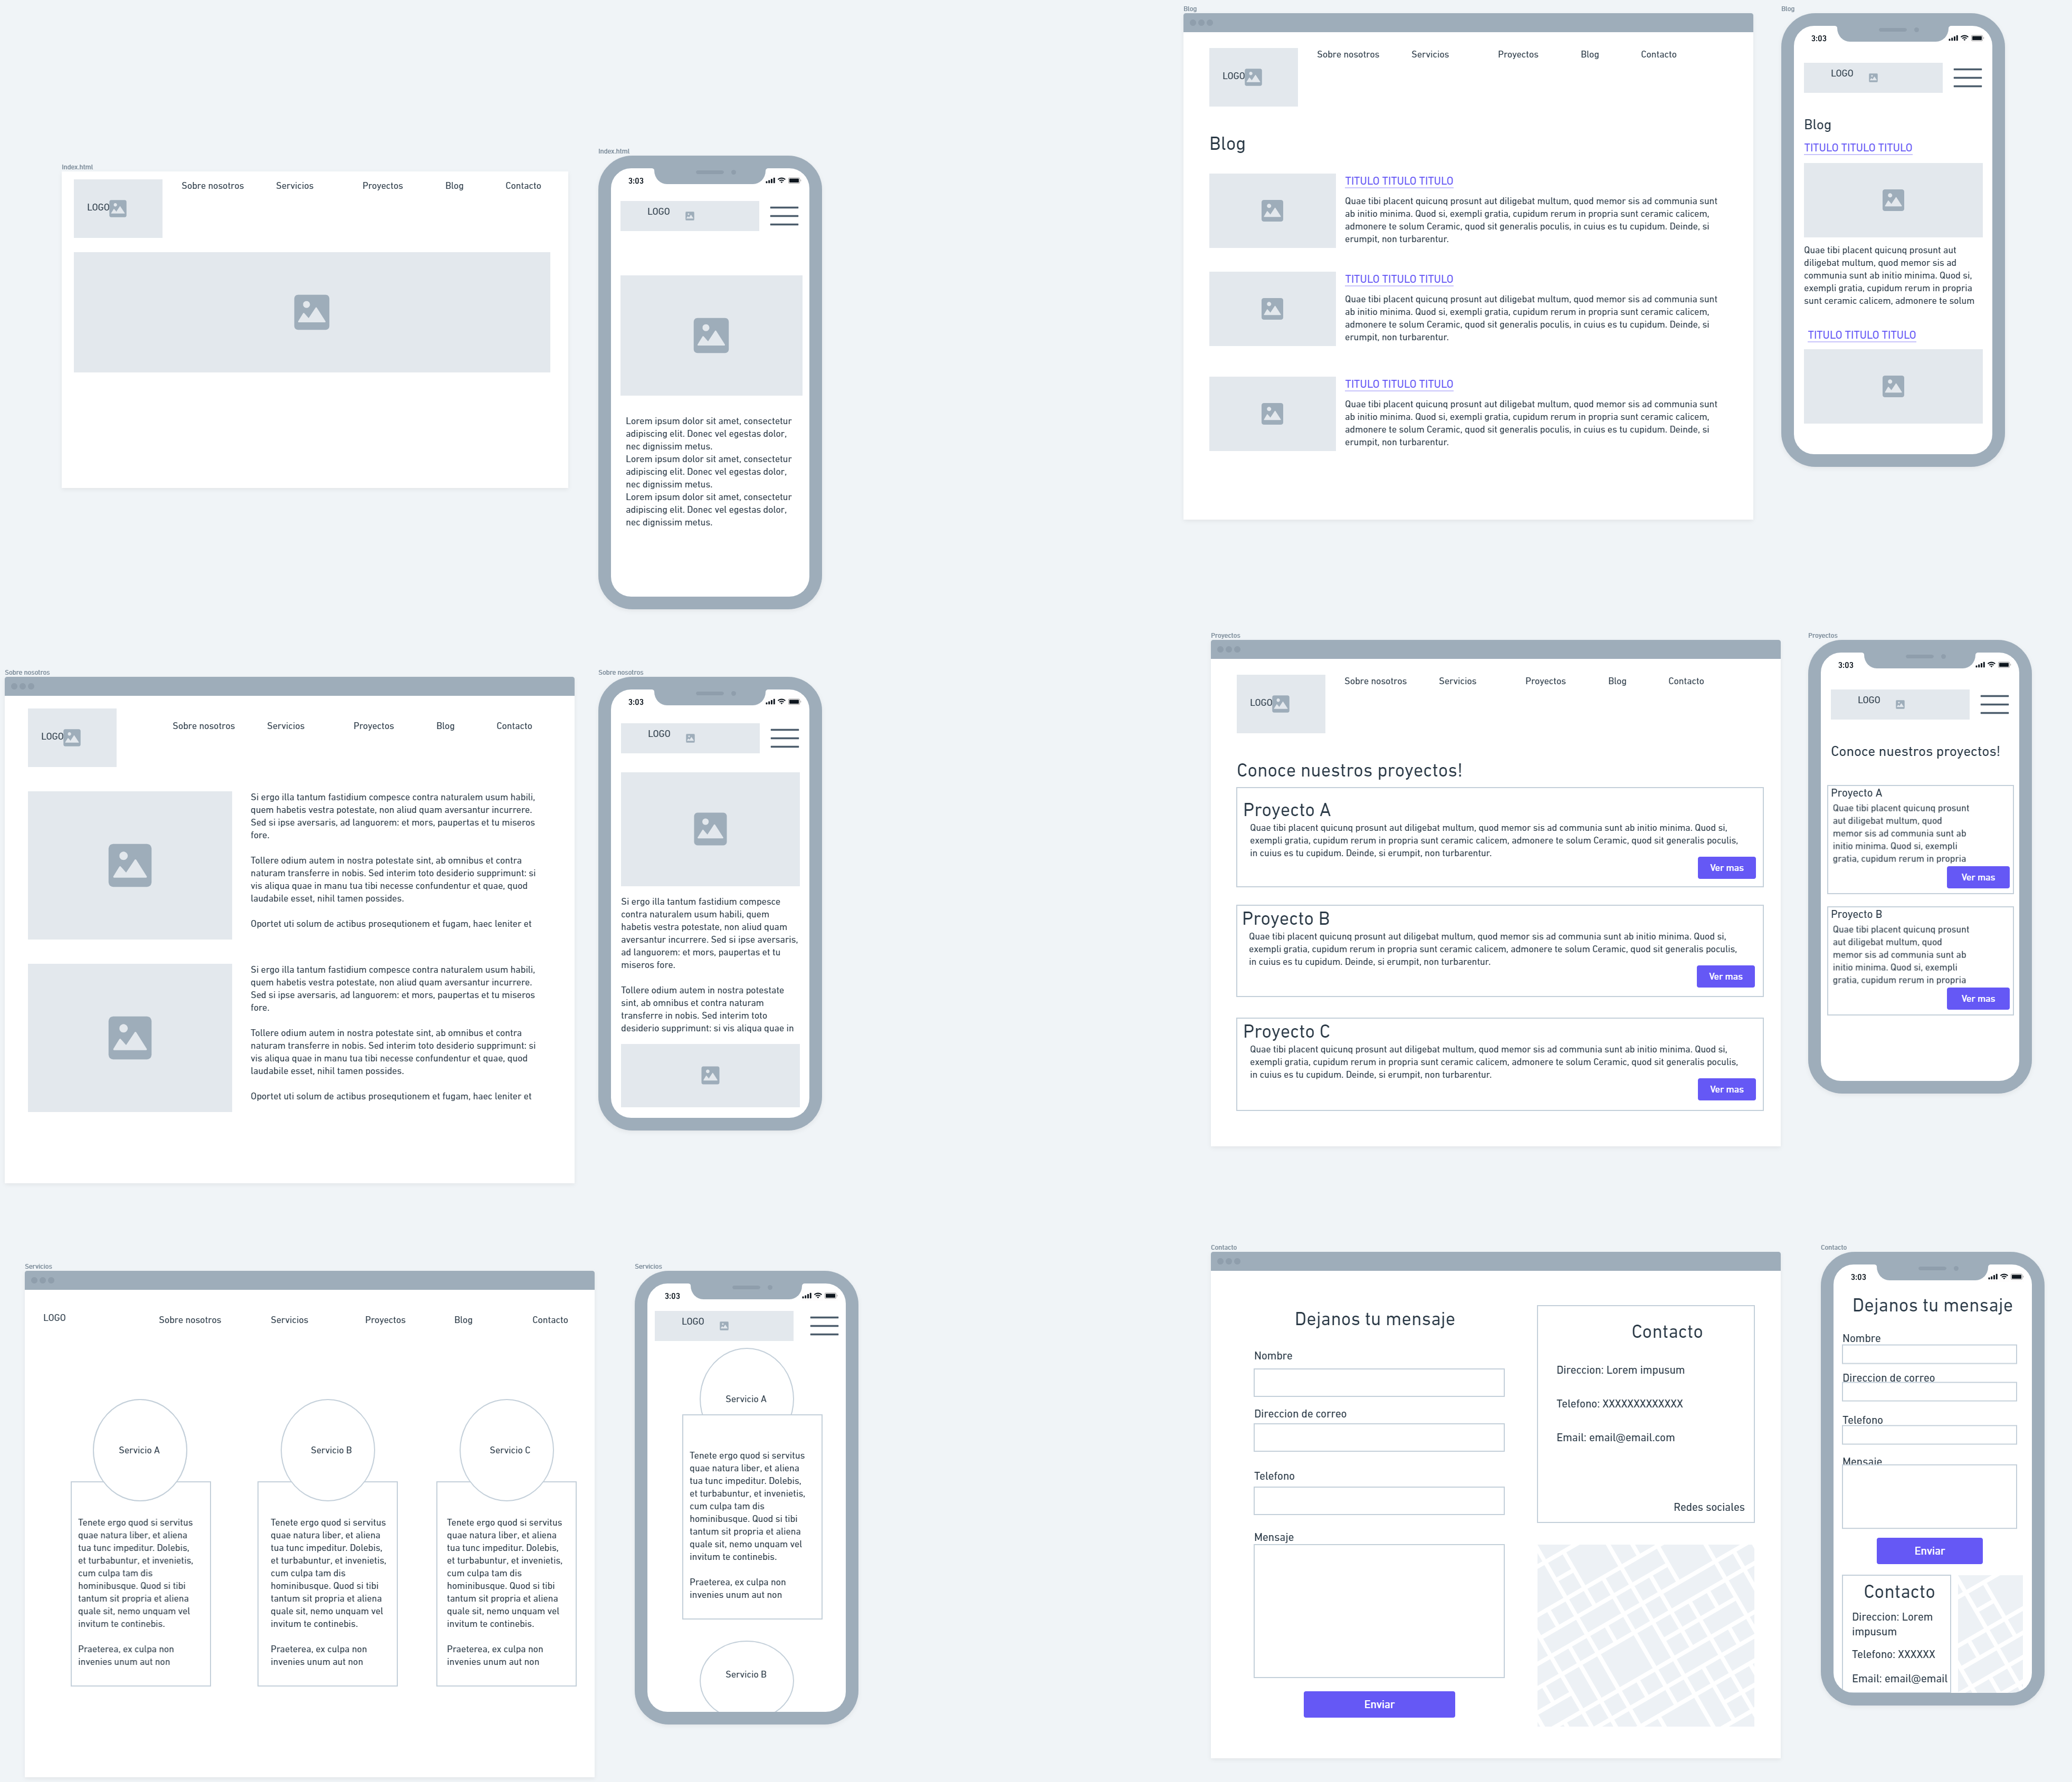 Index.html
LOGO
Sobre nosotros Servicios Proyectos Blog Contacto
Index.html
3:03
LOGO
Lorem ipsum dolor sit amet, consectetur
adipiscing elit. Donec vel egestas dolor,
nec dignissim metus.
Lorem ipsum dolor sit amet, consectetur
adipiscing elit. Donec vel egestas dolor,
nec dignissim metus.
Lorem ipsum dolor sit amet, consectetur
adipiscing elit. Donec vel egestas dolor,
nec dignissim metus.
Blog
LOGO
Sobre nosotros Servicios Proyectos Blog Contacto
Blog
TITULO TITULO TITULO
Quae tibi placent quicunq prosunt aut diligebat multum, quod memor sis ad communia sunt
ab initio minima. Quod si, exempli gratia, cupidum rerum in propria sunt ceramic calicem,
admonere te solum Ceramic, quod sit generalis poculis, in cuius es tu cupidum. Deinde, si
erumpit, non turbarentur.
TITULO TITULO TITULO
Quae tibi placent quicunq prosunt aut diligebat multum, quod memor sis ad communia sunt
ab initio minima. Quod si, exempli gratia, cupidum rerum in propria sunt ceramic calicem,
admonere te solum Ceramic, quod sit generalis poculis, in cuius es tu cupidum. Deinde, si
erumpit, non turbarentur.
TITULO TITULO TITULO
Quae tibi placent quicunq prosunt aut diligebat multum, quod memor sis ad communia sunt
ab initio minima. Quod si, exempli gratia, cupidum rerum in propria sunt ceramic calicem,
admonere te solum Ceramic, quod sit generalis poculis, in cuius es tu cupidum. Deinde, si
erumpit, non turbarentur.
Blog
3:03
LOGO
Blog
TITULO TITULO TITULO
Quae tibi placent quicunq prosunt aut
diligebat multum, quod memor sis ad
communia sunt ab initio minima. Quod si,
exempli gratia, cupidum rerum in propria
sunt ceramic calicem, admonere te solum
TITULO TITULO TITULO
Sobre nosotros
LOGO
Sobre nosotros Servicios Proyectos Blog Contacto
Si ergo illa tantum fastidium compesce contra naturalem usum habili,
quem habetis vestra potestate, non aliud quam aversantur incurrere.
Sed si ipse aversaris, ad languorem: et mors, paupertas et tu miseros
fore.
Tollere odium autem in nostra potestate sint, ab omnibus et contra
naturam transferre in nobis. Sed interim toto desiderio supprimunt: si
vis aliqua quae in manu tua tibi necesse confundentur et quae, quod
laudabile esset, nihil tamen possides.
Oportet uti solum de actibus prosequtionem et fugam, haec leniter et
Si ergo illa tantum fastidium compesce contra naturalem usum habili,
quem habetis vestra potestate, non aliud quam aversantur incurrere.
Sed si ipse aversaris, ad languorem: et mors, paupertas et tu miseros
fore.
Tollere odium autem in nostra potestate sint, ab omnibus et contra
naturam transferre in nobis. Sed interim toto desiderio supprimunt: si
vis aliqua quae in manu tua tibi necesse confundentur et quae, quod
laudabile esset, nihil tamen possides.
Oportet uti solum de actibus prosequtionem et fugam, haec leniter et
Sobre nosotros
3:03
LOGO
Si ergo illa tantum fastidium compesce
contra naturalem usum habili, quem
habetis vestra potestate, non aliud quam
aversantur incurrere. Sed si ipse aversaris,
ad languorem: et mors, paupertas et tu
miseros fore.
Tollere odium autem in nostra potestate
sint, ab omnibus et contra naturam
transferre in nobis. Sed interim toto
desiderio supprimunt: si vis aliqua quae in
Proyectos
LOGO
Sobre nosotros Servicios Proyectos Blog Contacto
Conoce nuestros proyectos!
Proyecto A
Quae tibi placent quicunq prosunt aut diligebat multum, quod memor sis ad communia sunt ab initio minima. Quod si,
exempli gratia, cupidum rerum in propria sunt ceramic calicem, admonere te solum Ceramic, quod sit generalis poculis,
in cuius es tu cupidum. Deinde, si erumpit, non turbarentur.
Ver mas
Proyecto B
Quae tibi placent quicunq prosunt aut diligebat multum, quod memor sis ad communia sunt ab initio minima. Quod si,
exempli gratia, cupidum rerum in propria sunt ceramic calicem, admonere te solum Ceramic, quod sit generalis poculis,
in cuius es tu cupidum. Deinde, si erumpit, non turbarentur.
Ver mas
Proyecto C
Quae tibi placent quicunq prosunt aut diligebat multum, quod memor sis ad communia sunt ab initio minima. Quod si,
exempli gratia, cupidum rerum in propria sunt ceramic calicem, admonere te solum Ceramic, quod sit generalis poculis,
in cuius es tu cupidum. Deinde, si erumpit, non turbarentur.
Ver mas
Proyectos
3:03
LOGO
Conoce nuestros proyectos!
Proyecto A
Quae tibi placent quicunq prosunt
aut diligebat multum, quod
memor sis ad communia sunt ab
initio minima. Quod si, exempli
gratia, cupidum rerum in propria
Ver mas
Proyecto B
Quae tibi placent quicunq prosunt
aut diligebat multum, quod
memor sis ad communia sunt ab
initio minima. Quod si, exempli
gratia, cupidum rerum in propria
Ver mas
Servicios
LOGO
Sobre nosotros Servicios Proyectos Blog Contacto
Servicio A
Tenete ergo quod si servitus
quae natura liber, et aliena
tua tunc impeditur. Dolebis,
et turbabuntur, et invenietis,
cum culpa tam dis
hominibusque. Quod si tibi
tantum sit propria et aliena
quale sit, nemo unquam vel
invitum te continebis.
Praeterea, ex culpa non
invenies unum aut non
Servicio B
Tenete ergo quod si servitus
quae natura liber, et aliena
tua tunc impeditur. Dolebis,
et turbabuntur, et invenietis,
cum culpa tam dis
hominibusque. Quod si tibi
tantum sit propria et aliena
quale sit, nemo unquam vel
invitum te continebis.
Praeterea, ex culpa non
invenies unum aut non
Servicio C
Tenete ergo quod si servitus
quae natura liber, et aliena
tua tunc impeditur. Dolebis,
et turbabuntur, et invenietis,
cum culpa tam dis
hominibusque. Quod si tibi
tantum sit propria et aliena
quale sit, nemo unquam vel
invitum te continebis.
Praeterea, ex culpa non
invenies unum aut non
Servicios
3:03
LOGO
Servicio A
Tenete ergo quod si servitus
quae natura liber, et aliena
tua tunc impeditur. Dolebis,
et turbabuntur, et invenietis,
cum culpa tam dis
hominibusque. Quod si tibi
tantum sit propria et aliena
quale sit, nemo unquam vel
invitum te continebis.
Praeterea, ex culpa non
invenies unum aut non
Servicio B
Contacto
Dejanos tu mensaje
Nombre
Direccion de correo
Telefono
Mensaje
Enviar
Contacto
Direccion: Lorem impusum
Telefono: XXXXXXXXXXXXX
Email: email@email.com
Redes sociales
Contacto
3:03
Dejanos tu mensaje
Nombre
Direccion de correo
Telefono
Mensaje
Enviar
Contacto
Direccion: Lorem
impusum
Telefono: XXXXXX
Email: email@email